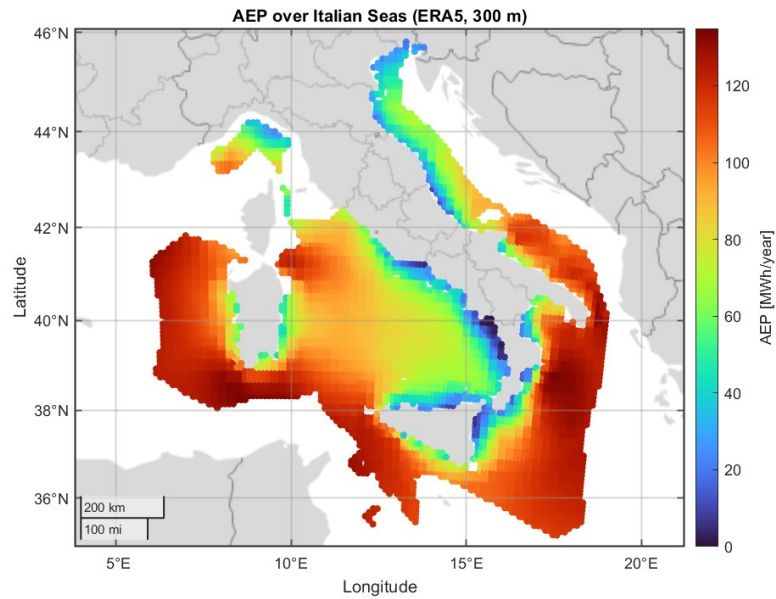 AEP over Italian Seas (ERA5, 300 m)
46°N
44°N
42°N
40°N
38°N
36°N
Latitude
200 km
100 mi
5°E
10°E
15°E
20°E
Longitude
120
100
80
60
40
20
0
AEP [MWh/year]